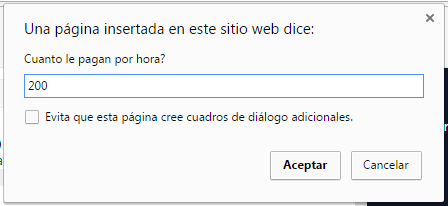 Una página insertada en este sitio web dice:
Cuanto le pagan por hora?
200
Evita que esta página cree cuadros de diálogo adicionales.
Aceptar
Cancelar